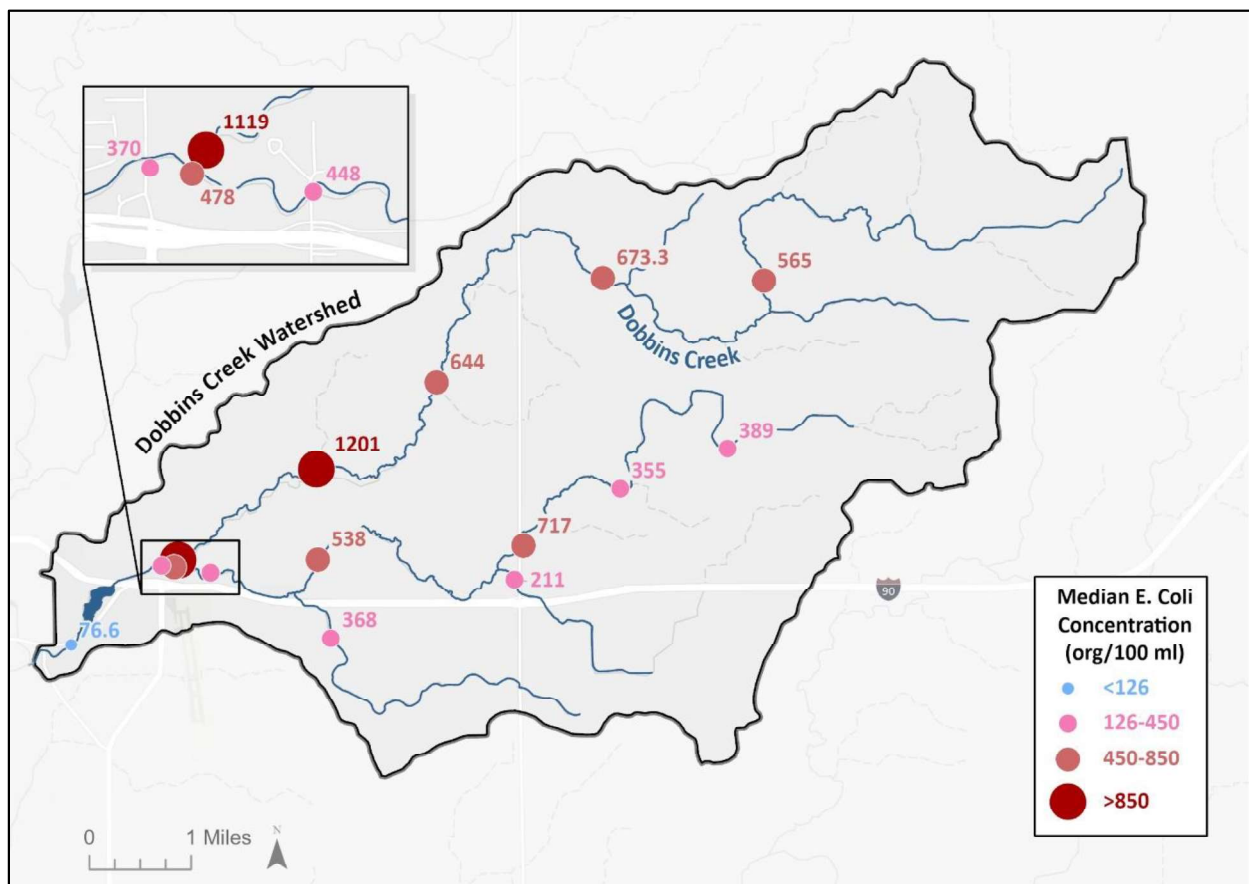 1119
370
448
478
673.3
565
Dobbins Creek Watershed
Dobbins Creek
644
1201
389
355
717
538
211
90
368
76.6
Median E. Coli
Concentration
(org/100 ml)
<126
126-450
450-850
>850
0 1 Miles
N